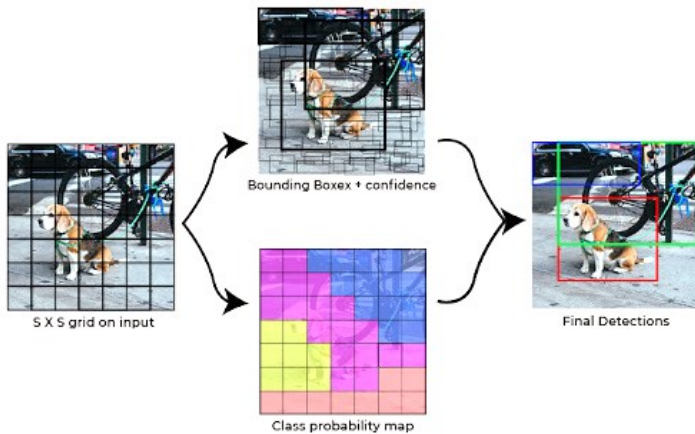 Bounding Boxex + confidence
S X S grid on input
Final Detections
Class probability map